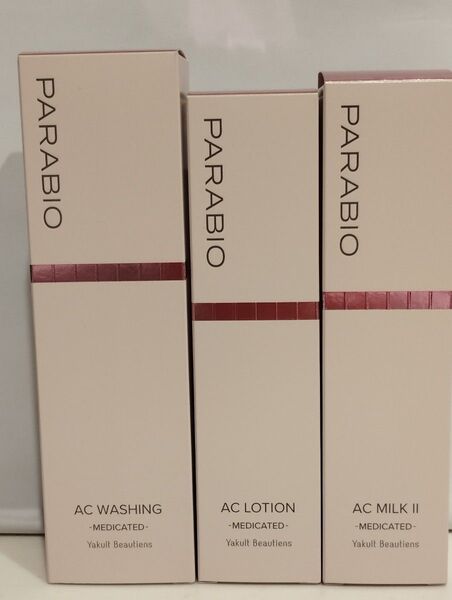 PARABIO
AC WASHING
-MEDICATED-
Yakult Beautiens
PARABIO
AC LOTION
-MEDICATED-
Yakult Beautiens
PARABIO
AC MILK II
-MEDICATED-
Yakult Beautiens